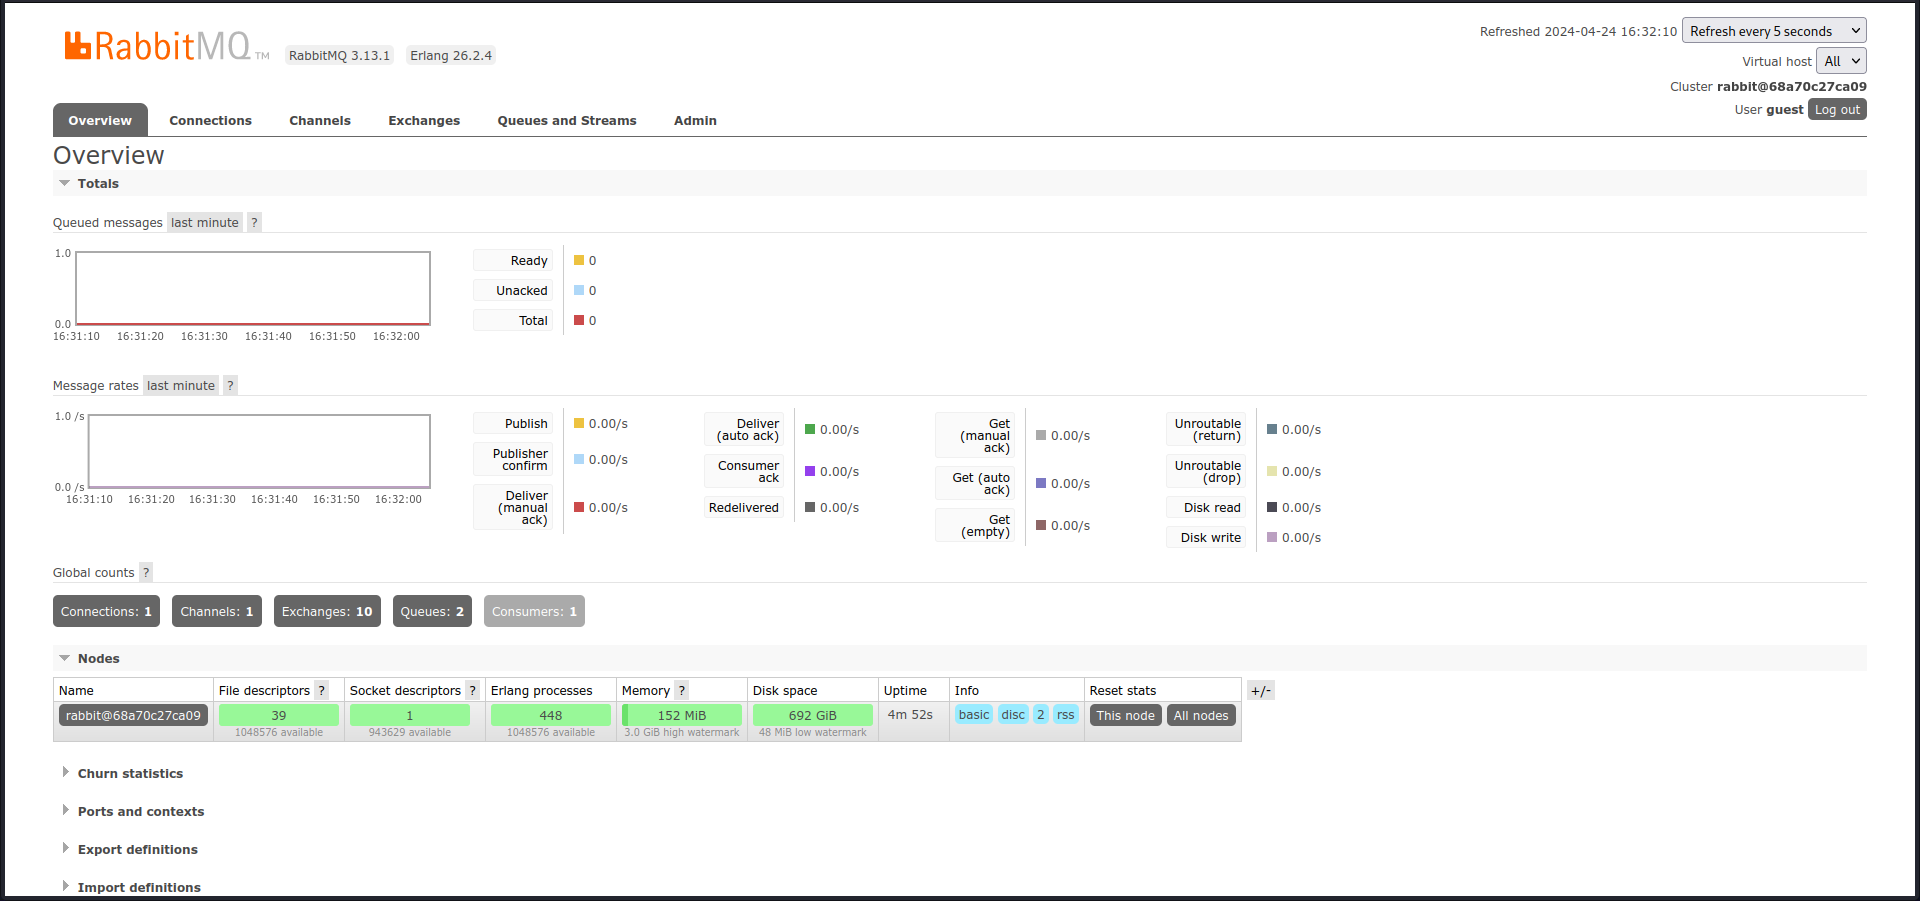 RabbitMQ TM RabbitMQ 3.13.1 Erlang 26.2.4
Refreshed 2024-04-24 16:32:10 Refresh every 5 seconds
Virtual host All
Cluster rabbit@68a70c27ca09
User guest Log out
Overview Connections Channels Exchanges Queues and Streams Admin
Overview
Totals
Queued messages last minute ?
1.0
0.0
16:31:10 16:31:20 16:31:30 16:31:40 16:31:50 16:32:00
Ready 0
Unacked 0
Total 0
Message rates last minute ?
1.0 /s
0.0 /s
16:31:10 16:31:20 16:31:30 16:31:40 16:31:50 16:32:00
Publish 0.00/s
Publisher
confirm 0.00/s
Deliver
(manual
ack) 0.00/s
Deliver
(auto ack) 0.00/s
Consumer
ack 0.00/s
Redelivered 0.00/s
Get
(manual
ack) 0.00/s
Get (auto
ack) 0.00/s
Get
(empty) 0.00/s
Unroutable
(return) 0.00/s
Unroutable
(drop) 0.00/s
Disk read 0.00/s
Disk write 0.00/s
Global counts ?
Connections: 1 Channels: 1 Exchanges: 10 Queues: 2 Consumers: 1
Nodes
Name File descriptors ? Socket descriptors ? Erlang processes Memory ? Disk space Uptime Info Reset stats +/-
rabbit@68a70c27ca09 39 1 448 152 MiB 692 GiB 4m 52s basic disc 2 rss This node All nodes
1048576 available 943629 available 1048576 available 3.0 GiB high watermark 48 MiB low watermark
Churn statistics
Ports and contexts
Export definitions
Import definitions